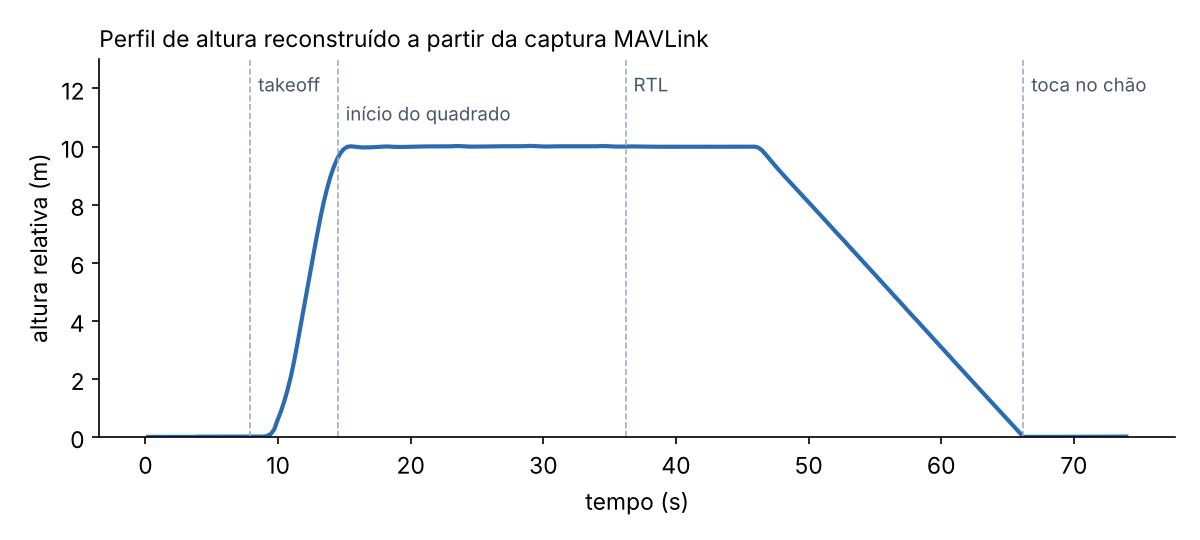 Perfil de altura reconstruído a partir da captura MAVLink
takeoff
início do quadrado
RTL
toca no chão
altura relativa (m)
12
10
8
6
4
2
0
0 10 20 30 40 50 60 70
tempo (s)